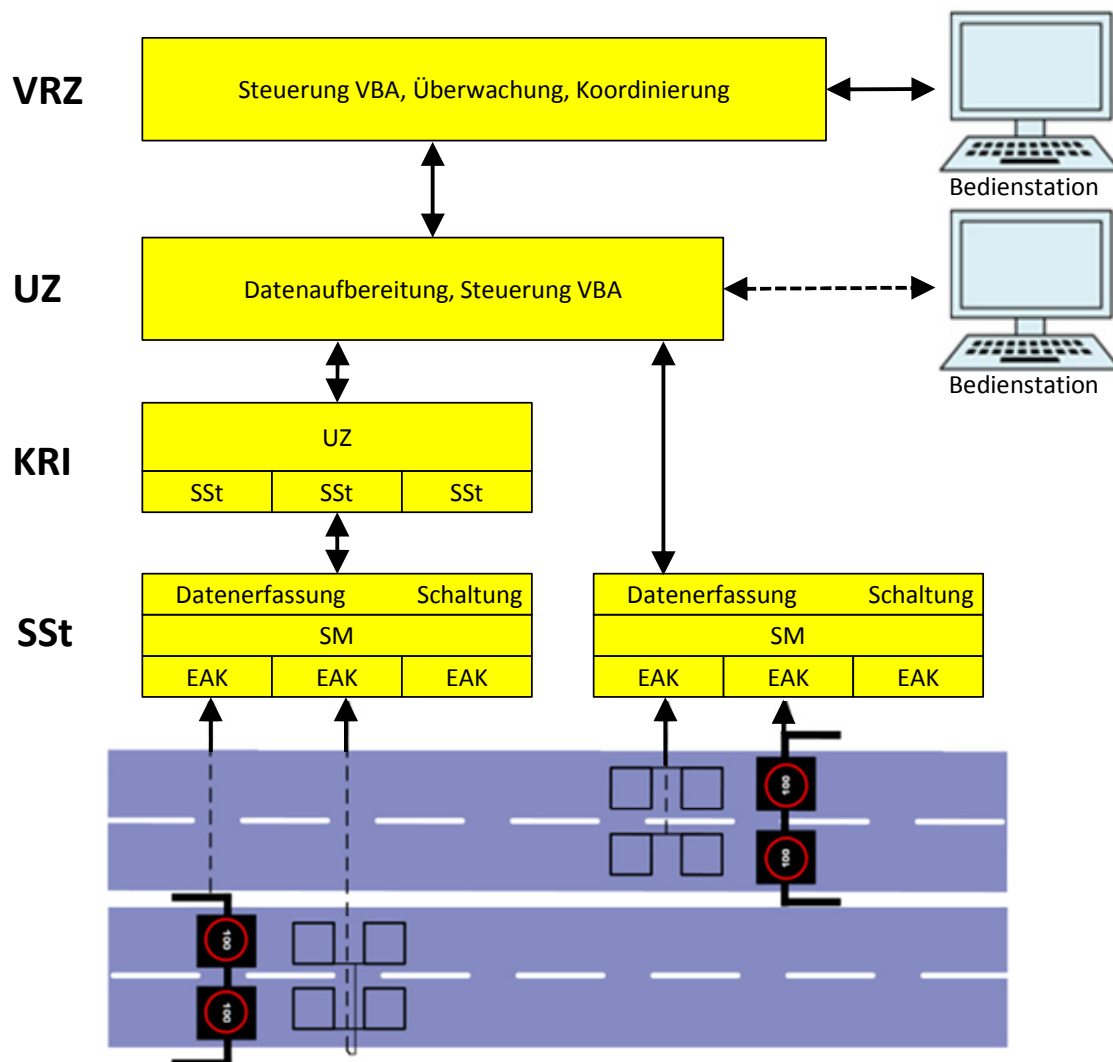 VRZ
Steuerung VBA, Überwachung, Koordinierung
Bedienstation
UZ
Datenaufbereitung, Steuerung VBA
Bedienstation
KRI
UZ
SSt SSt SSt
SSt
Datenerfassung Schaltung
SM
EAK EAK EAK
Datenerfassung Schaltung
SM
EAK EAK EAK
100
100
100
100